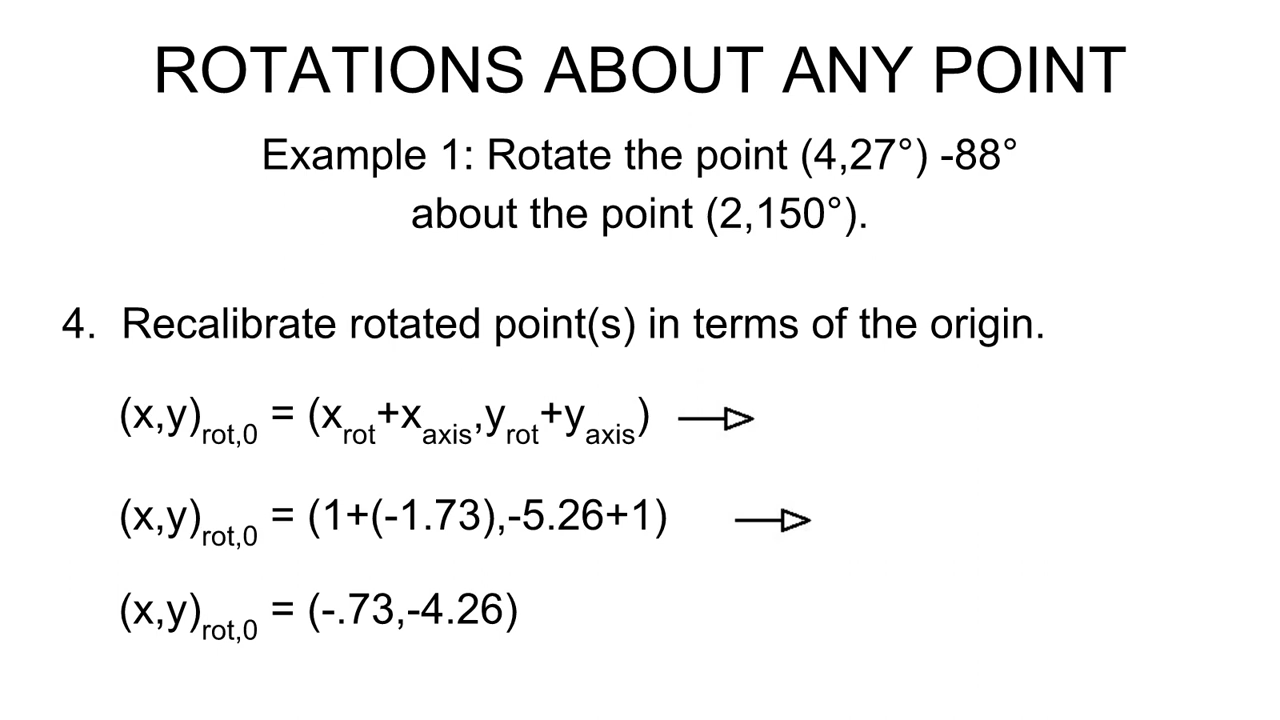 ROTATIONS ABOUT ANY POINT
Example 1: Rotate the point (4,27°) -88°
about the point (2,150°).
4. Recalibrate rotated point(s) in terms of the origin.
(x,y)rot,0 = (xrot+xaxis,yrot+yaxis)
(x,y)rot,0 = (1+(-1.73),-5.26+1)
(x,y)rot,0 = (-.73,-4.26)